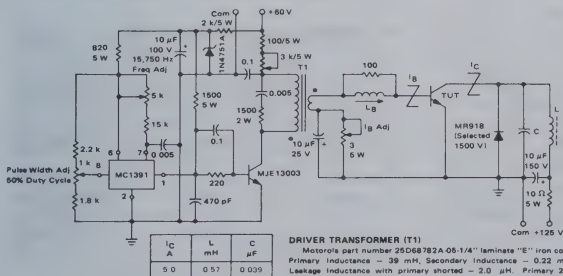 Com
+60 V
2 k/5 W
820
5 W
10 µF
100 V
15,750 Hz
Freq Adj
1N4751A
100/5 W
3 k/5 W
T1
0.1
0.005
5 k
15 k
1500
5 W
1500
2 W
0.1
100
LB
IB
TUT
IC
L
MR918
(Selected
1500 V)
C
IB Adj
3
5 W
10 µF
25 V
10 µF
150 V
10 Ω
5 W
Com +125 V
2.2 k
1 k
Pulse Width Adj
50% Duty Cycle
1.8 k
6
7
8
MC1391
1
2
0 005
220
470 pF
MJE13003
IC
A
L
mH
C
µF
5 0
0 57
0 039
DRIVER TRANSFORMER (T1)
Motorola part number 25D68782A-05-1/4" laminate "E" iron co
Primary Inductance – 39 mH, Secondary Inductance – 0.22 m
Leakage Inductance with primary shorted – 2.0 µH, Primary 2